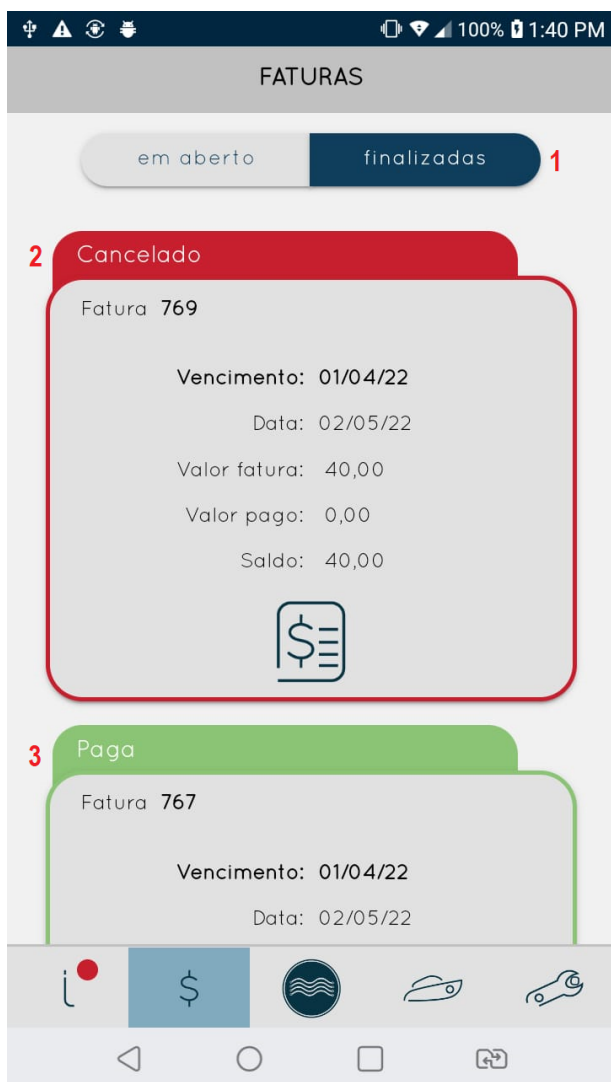 100% 1:40 PM
FATURAS
em aberto finalizadas 1
2 Cancelado
Fatura 769
Vencimento: 01/04/22
Data: 02/05/22
Valor fatura: 40,00
Valor pago: 0,00
Saldo: 40,00
$
3 Paga
Fatura 767
Vencimento: 01/04/22
Data: 02/05/22
i $